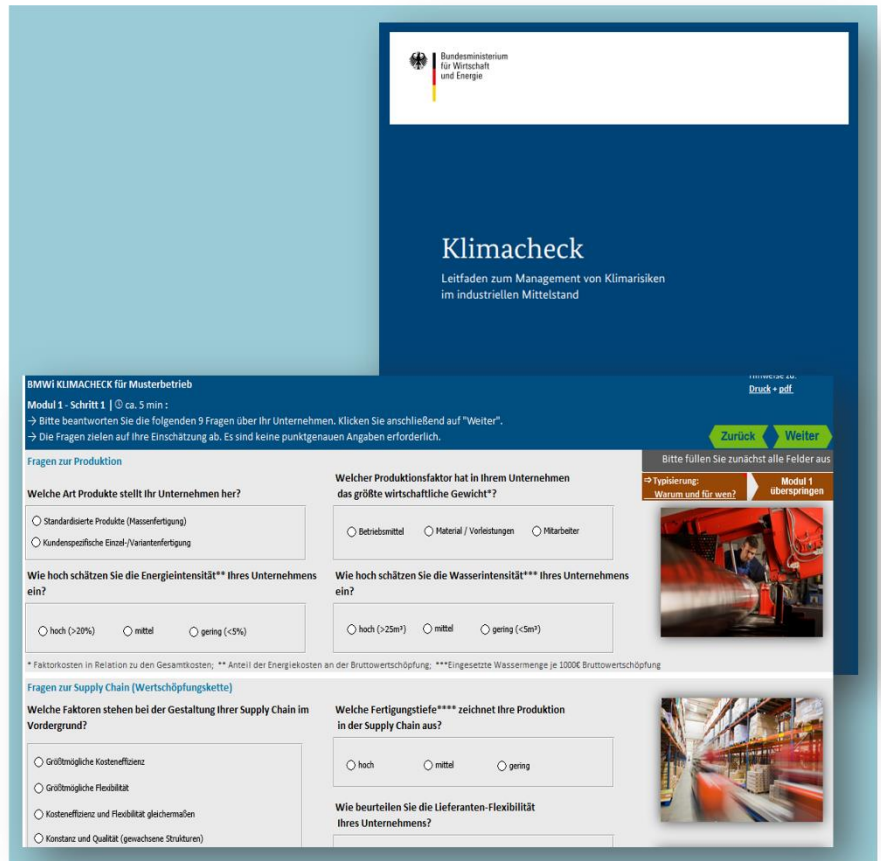 Bundesministerium
für Wirtschaft
und Energie
Klimacheck
Leitfaden zum Management von Klimarisiken
im industriellen Mittelstand
BMWi KLIMACHECK für Musterbetrieb
Hinweise zu:
Druck + pdf
Modul 1 - Schritt 1 | ca. 5 min :
→ Bitte beantworten Sie die folgenden 9 Fragen über Ihr Unternehmen. Klicken Sie anschließend auf "Weiter".
→ Die Fragen zielen auf Ihre Einschätzung ab. Es sind keine punktgenauen Angaben erforderlich.
Zurück Weiter
Bitte füllen Sie zunächst alle Felder aus
⇨ Typisierung:
Warum und für wen?
Modul 1
überspringen
Fragen zur Produktion
Welche Art Produkte stellt Ihr Unternehmen her?
Standardisierte Produkte (Massenfertigung)
Kundenspezifische Einzel-/Variantenfertigung
Welcher Produktionsfaktor hat in Ihrem Unternehmen
das größte wirtschaftliche Gewicht*?
Betriebsmittel Material / Vorleistungen Mitarbeiter
Wie hoch schätzen Sie die Energieintensität** Ihres Unternehmens
ein?
hoch (>20%) mittel gering (<5%)
Wie hoch schätzen Sie die Wasserintensität*** Ihres Unternehmens
ein?
hoch (>25m³) mittel gering (<5m³)
* Faktorkosten in Relation zu den Gesamtkosten; ** Anteil der Energiekosten an der Bruttowertschöpfung; ***Eingesetzte Wassermenge je 1000€ Bruttowertschöpfung
Fragen zur Supply Chain (Wertschöpfungskette)
Welche Faktoren stehen bei der Gestaltung Ihrer Supply Chain im
Vordergrund?
Größtmögliche Kosteneffizienz
Größtmögliche Flexibilität
Kosteneffizienz und Flexibilität gleichermaßen
Konstanz und Qualität (gewachsene Strukturen)
Welche Fertigungstiefe**** zeichnet Ihre Produktion
in der Supply Chain aus?
hoch mittel gering
Wie beurteilen Sie die Lieferanten-Flexibilität
Ihres Unternehmens?